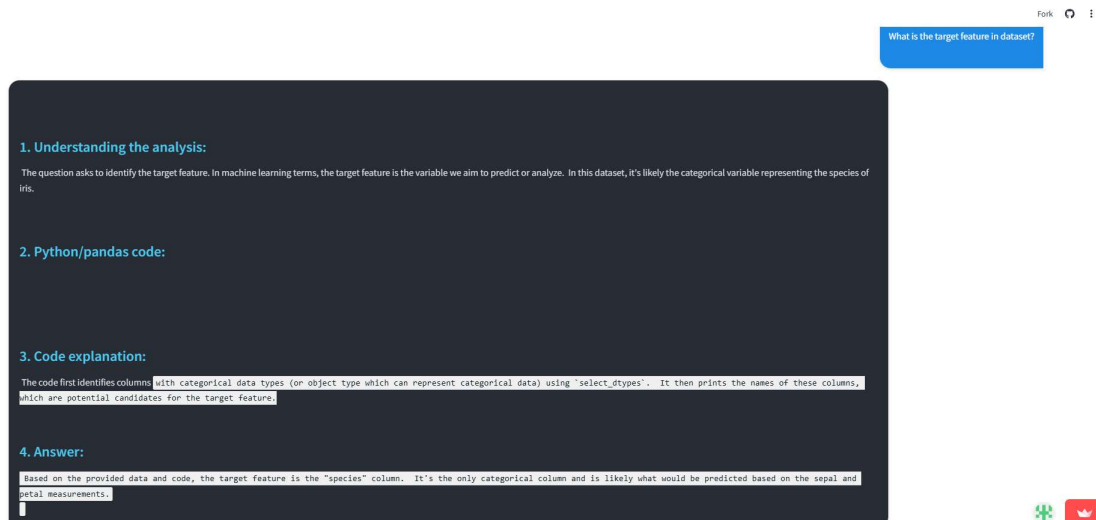 Fork
What is the target feature in dataset?
1. Understanding the analysis:
The question asks to identify the target feature. In machine learning terms, the target feature is the variable we aim to predict or analyze. In this dataset, it's likely the categorical variable representing the species of
iris.
2. Python/pandas code:
3. Code explanation:
The code first identifies columns with categorical data types (or object type which can represent categorical data) using `select_dtypes`. It then prints the names of these columns,
which are potential candidates for the target feature.
4. Answer:
Based on the provided data and code, the target feature is the "species" column. It's the only categorical column and is likely what would be predicted based on the sepal and
petal measurements.